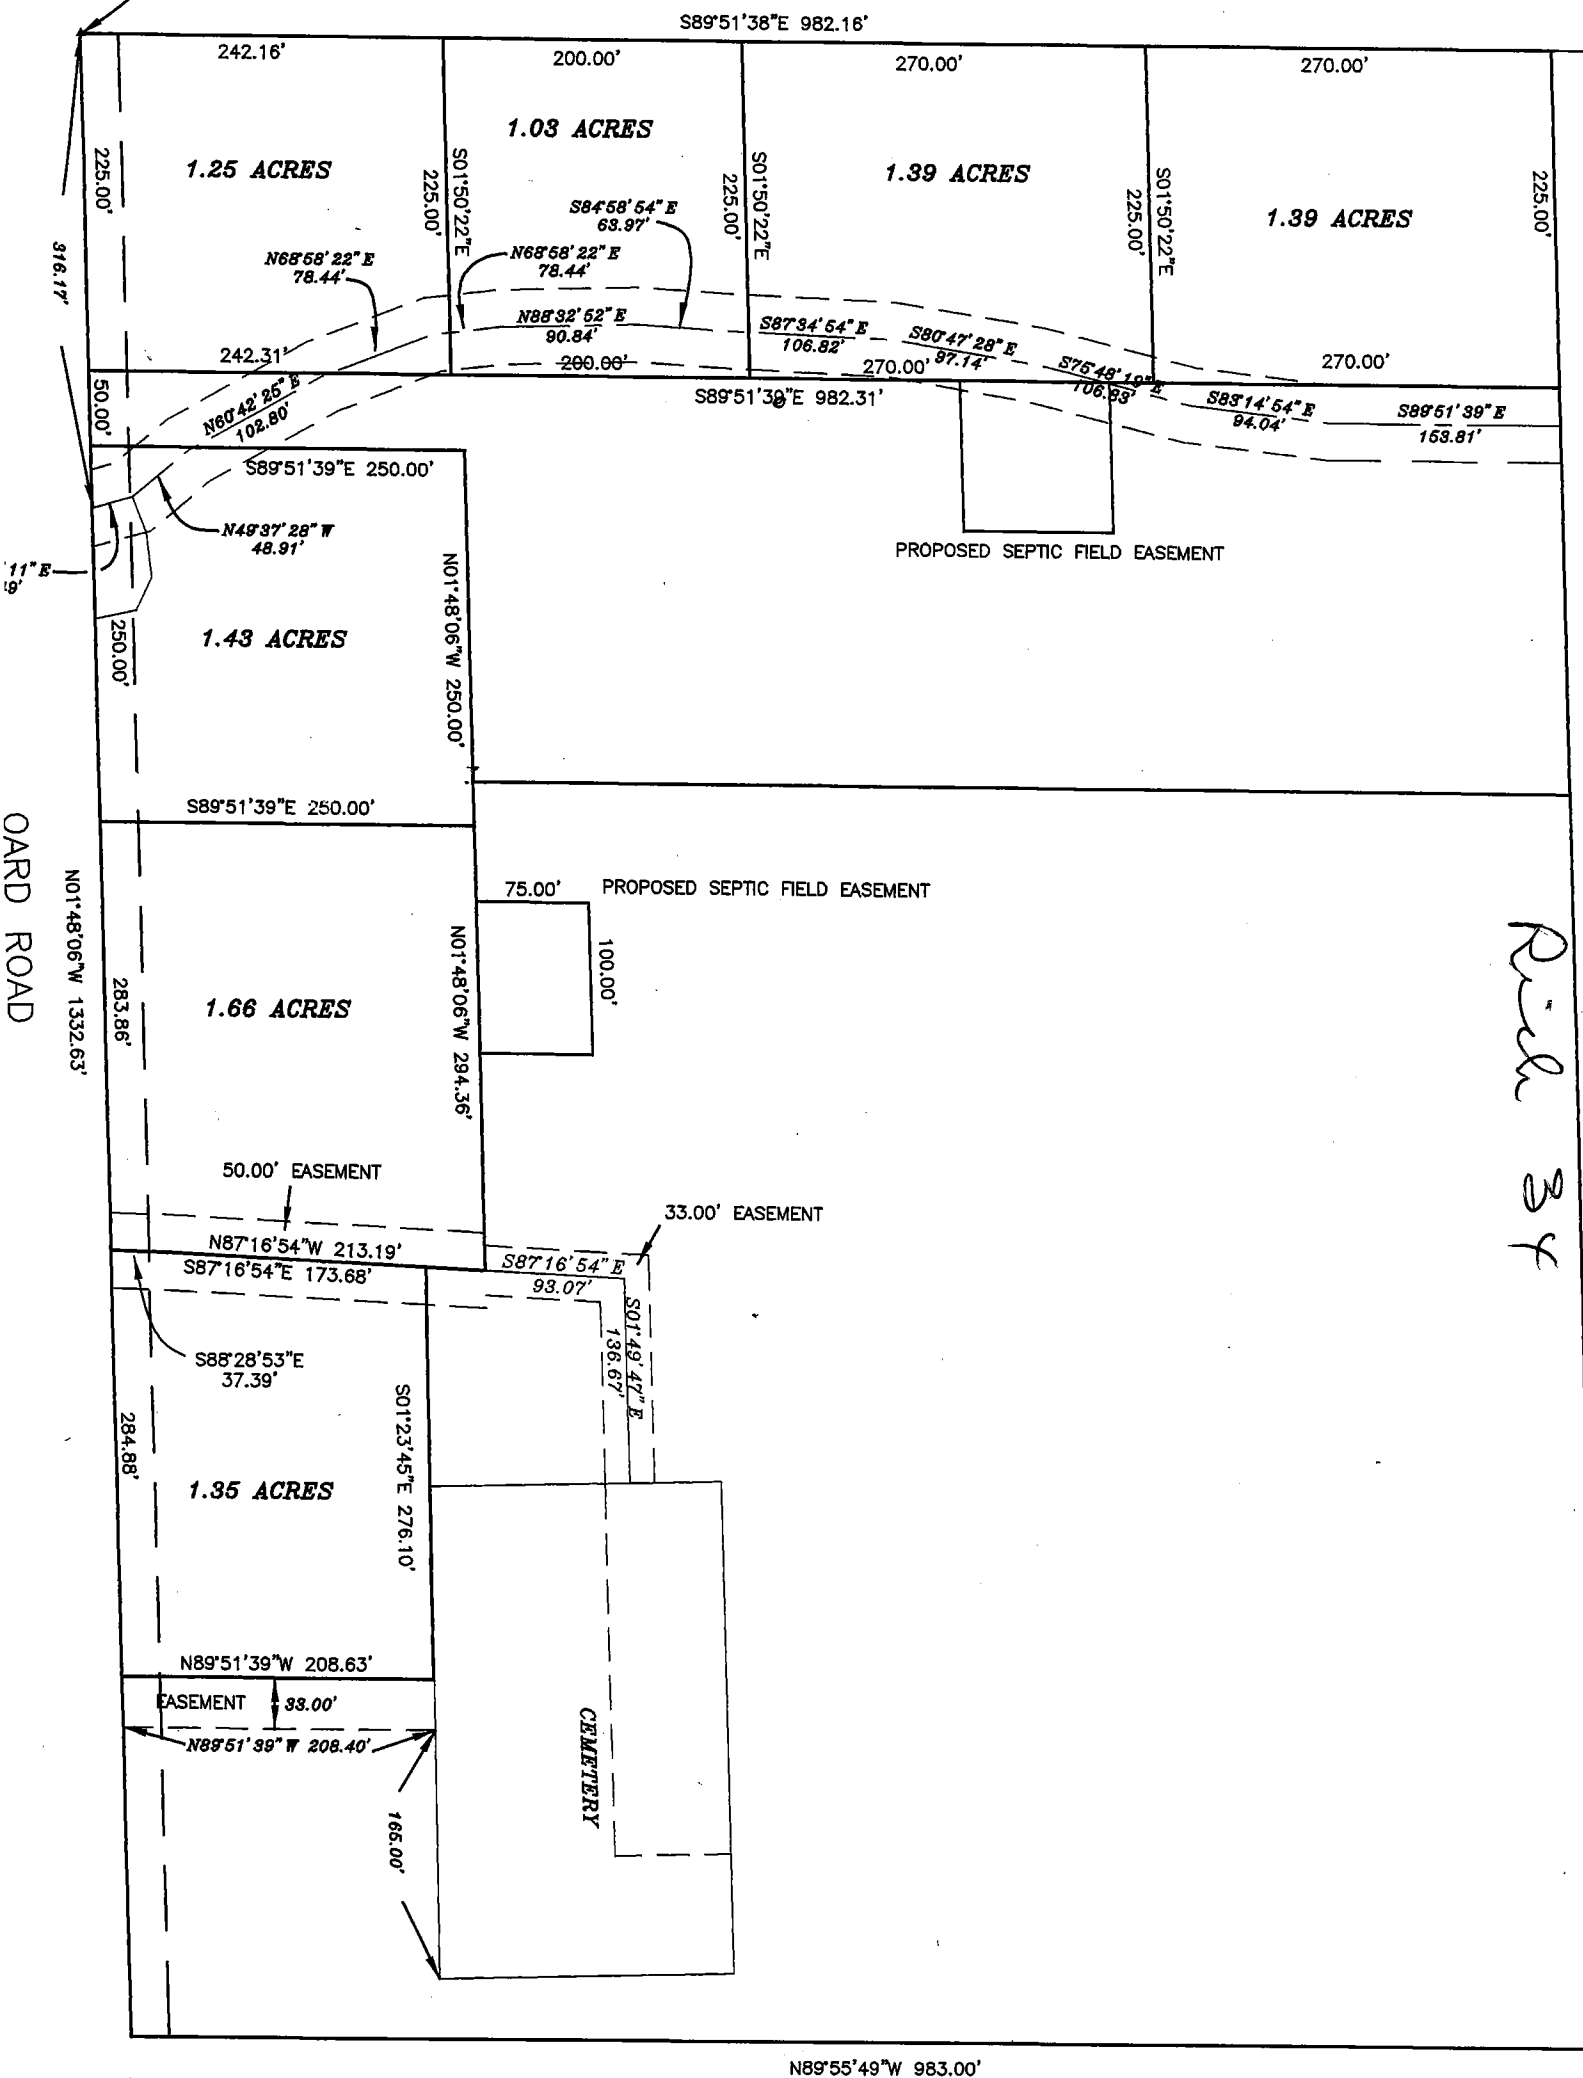 S89°51'38"E 982.16'
242.16'
200.00'
270.00'
270.00'
1.25 ACRES
1.03 ACRES
1.39 ACRES
1.39 ACRES
225.00'
S01°50'22"E
225.00'
S01°50'22"E
225.00'
S01°50'22"E
225.00'
225.00'
316.17'
N68°58'22"E
78.44'
N68°58'22"E
78.44'
S84°58'54"E
63.97'
N88°32'52"E
90.84'
S87°34'54"E
106.82'
S80°47'28"E
97.14'
S75°48'19"E
106.83'
S83°14'54"E
94.04'
S89°51'39"E
153.81'
242.31'
200.00'
270.00'
270.00'
S89°51'39"E 982.31'
50.00'
N60°42'25"E
102.80'
S89°51'39"E 250.00'
N49°37'28"W
48.91'
'11"E
19'
PROPOSED SEPTIC FIELD EASEMENT
1.43 ACRES
250.00'
N01°48'06"W 250.00'
S89°51'39"E 250.00'
OARD ROAD
N01°48'06"W 1332.63'
75.00'
PROPOSED SEPTIC FIELD EASEMENT
100.00'
1.66 ACRES
283.86'
N01°48'06"W 294.36'
50.00' EASEMENT
33.00' EASEMENT
N87°16'54"W 213.19'
S87°16'54"E 173.68'
S87°16'54"E
93.07'
S01°49'47"E
136.67'
S88°28'53"E
37.39'
284.88'
1.35 ACRES
S01°23'45"E 276.10'
N89°51'39"W 208.63'
EASEMENT
33.00'
N89°51'39"W 208.40'
165.00'
CEMETERY
N89°55'49"W 983.00'